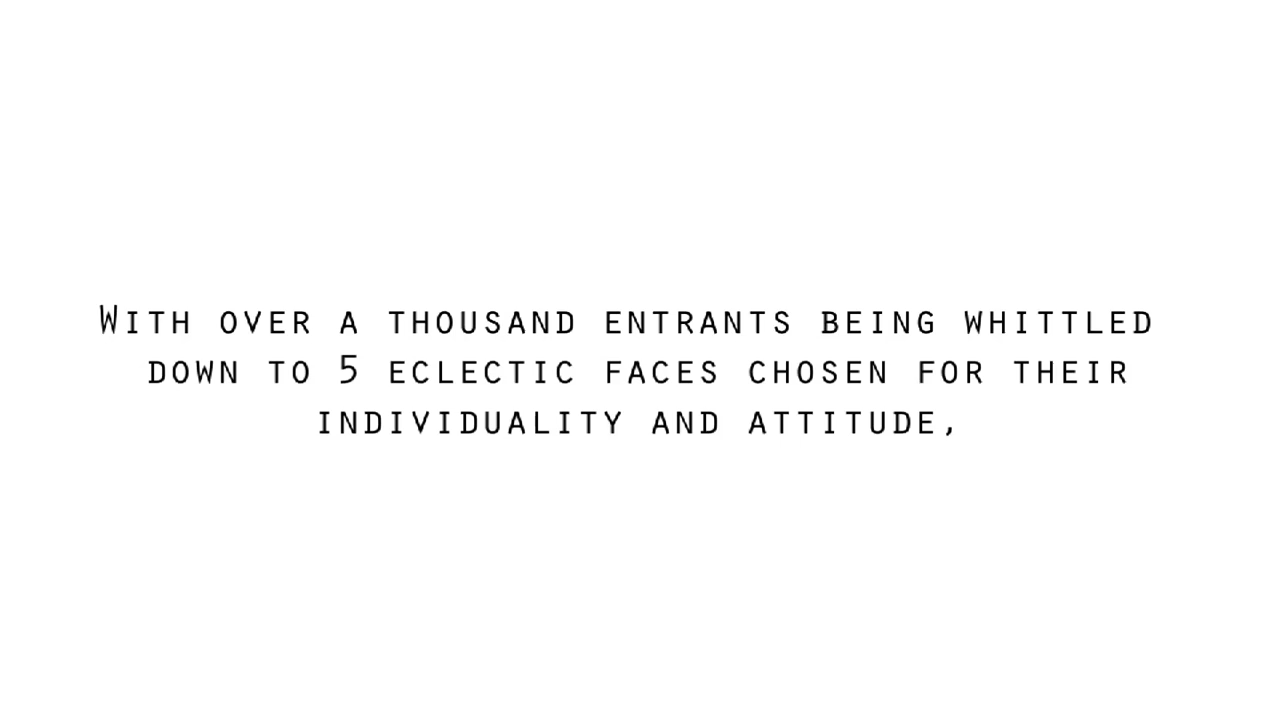 With over a thousand entrants being whittled
down to 5 eclectic faces chosen for their
individuality and attitude,